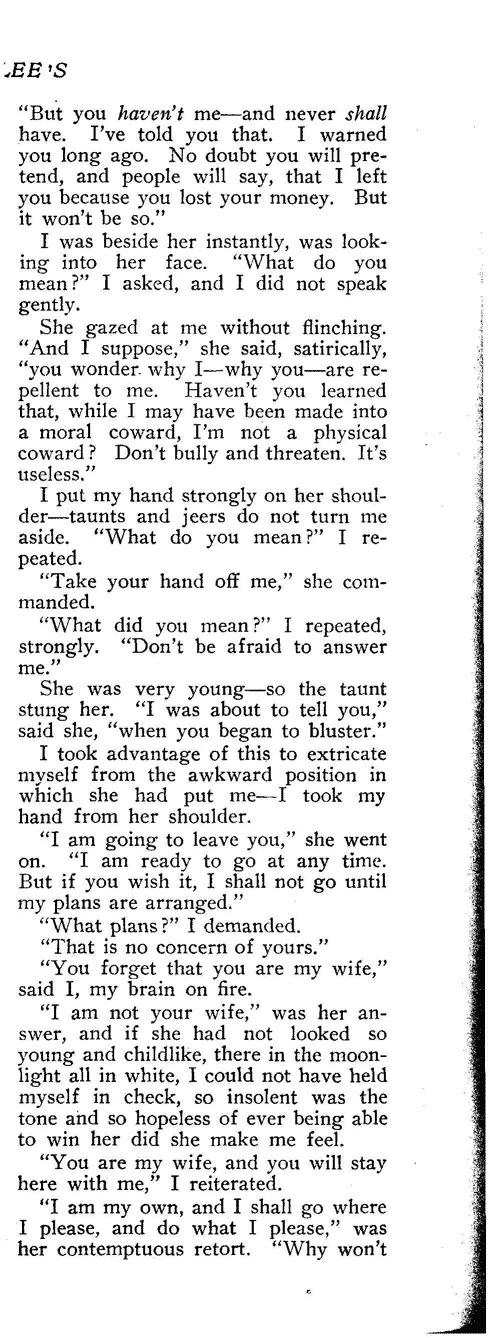 EE'S
“But you haven't me—and never shall
have. I've told you that. I warned
you long ago. No doubt you will pre-
tend, and people will say, that I left
you because you lost your money. But
it won't be so.”
I was beside her instantly, was look-
ing into her face. “What do you
mean?” I asked, and I did not speak
gently.
She gazed at me without flinching.
“And I suppose,” she said, satirically,
“you wonder why I—why you—are re-
pellent to me. Haven't you learned
that, while I may have been made into
a moral coward, I'm not a physical
coward? Don't bully and threaten. It's
useless.”
I put my hand strongly on her shoul-
der—taunts and jeers do not turn me
aside. “What do you mean?” I re-
peated.
“Take your hand off me,” she com-
manded.
“What did you mean?” I repeated,
strongly. “Don't be afraid to answer
me.”
She was very young—so the taunt
stung her. “I was about to tell you,”
said she, “when you began to bluster.”
I took advantage of this to extricate
myself from the awkward position in
which she had put me—I took my
hand from her shoulder.
“I am going to leave you,” she went
on. “I am ready to go at any time.
But if you wish it, I shall not go until
my plans are arranged.”
“What plans?” I demanded.
“That is no concern of yours.”
“You forget that you are my wife,”
said I, my brain on fire.
“I am not your wife,” was her an-
swer, and if she had not looked so
young and childlike, there in the moon-
light all in white, I could not have held
myself in check, so insolent was the
tone and so hopeless of ever being able
to win her did she make me feel.
“You are my wife, and you will stay
here with me,” I reiterated.
“I am my own, and I shall go where
I please, and do what I please,” was
her contemptuous retort. “Why won't